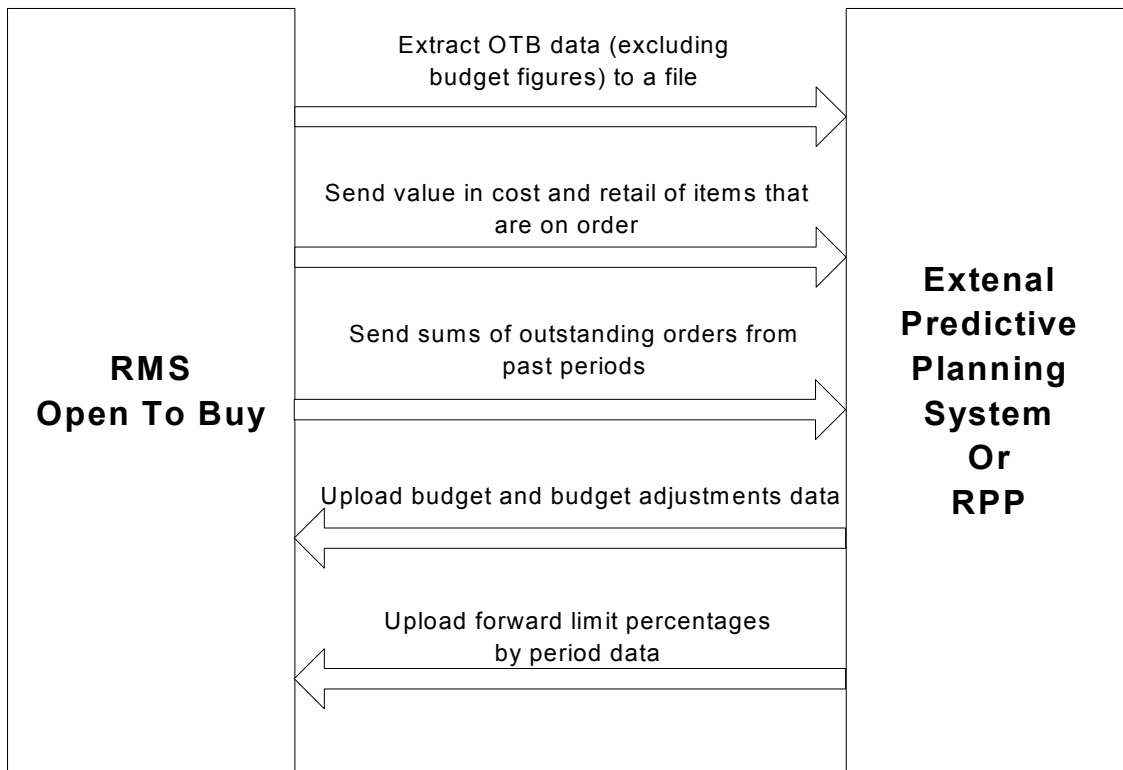 Extract OTB data (excluding
budget figures) to a file
Send value in cost and retail of items that
are on order
Send sums of outstanding orders from
past periods
Upload budget and budget adjustments data
Upload forward limit percentages
by period data
RMS
Open To Buy
Extenal
Predictive
Planning
System
Or
RPP